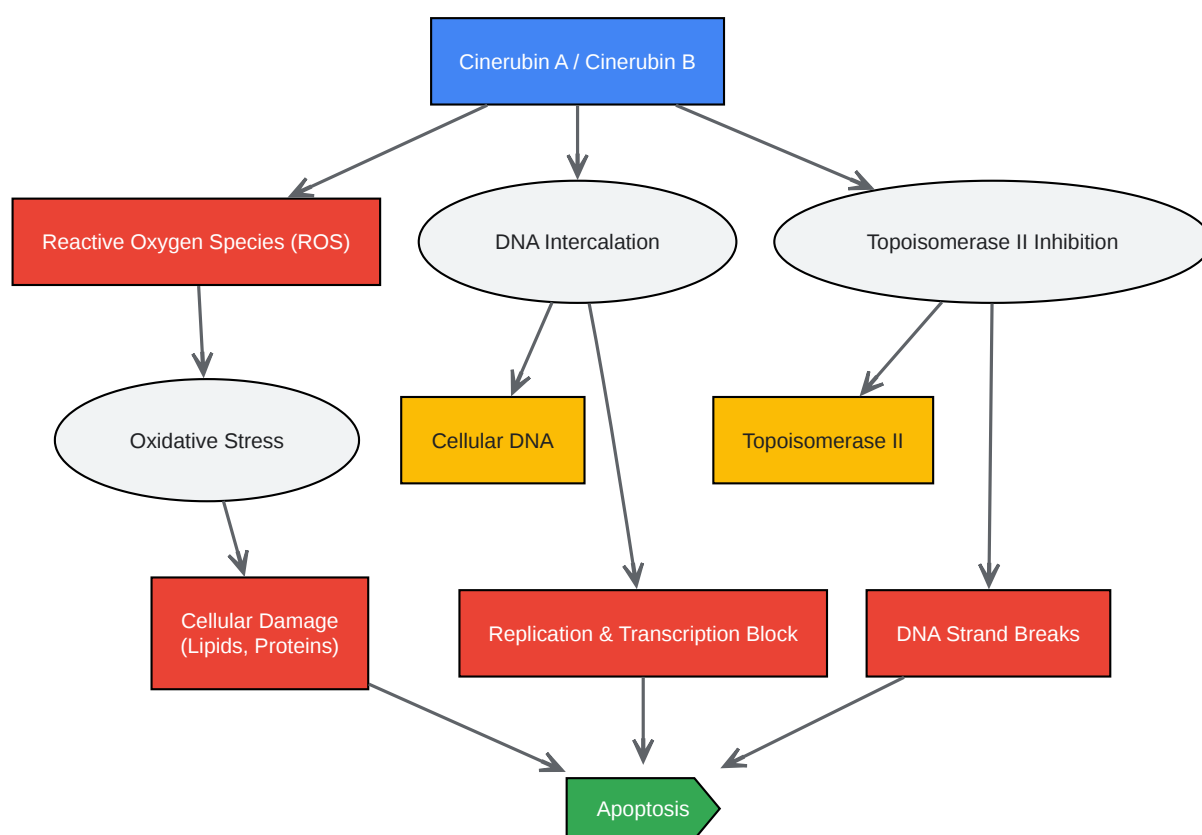 Cinerubin A / Cinerubin B
Reactive Oxygen Species (ROS)
DNA Intercalation
Topoisomerase II Inhibition
Oxidative Stress
Cellular DNA
Topoisomerase II
Cellular Damage
(Lipids, Proteins)
Replication & Transcription Block
DNA Strand Breaks
Apoptosis